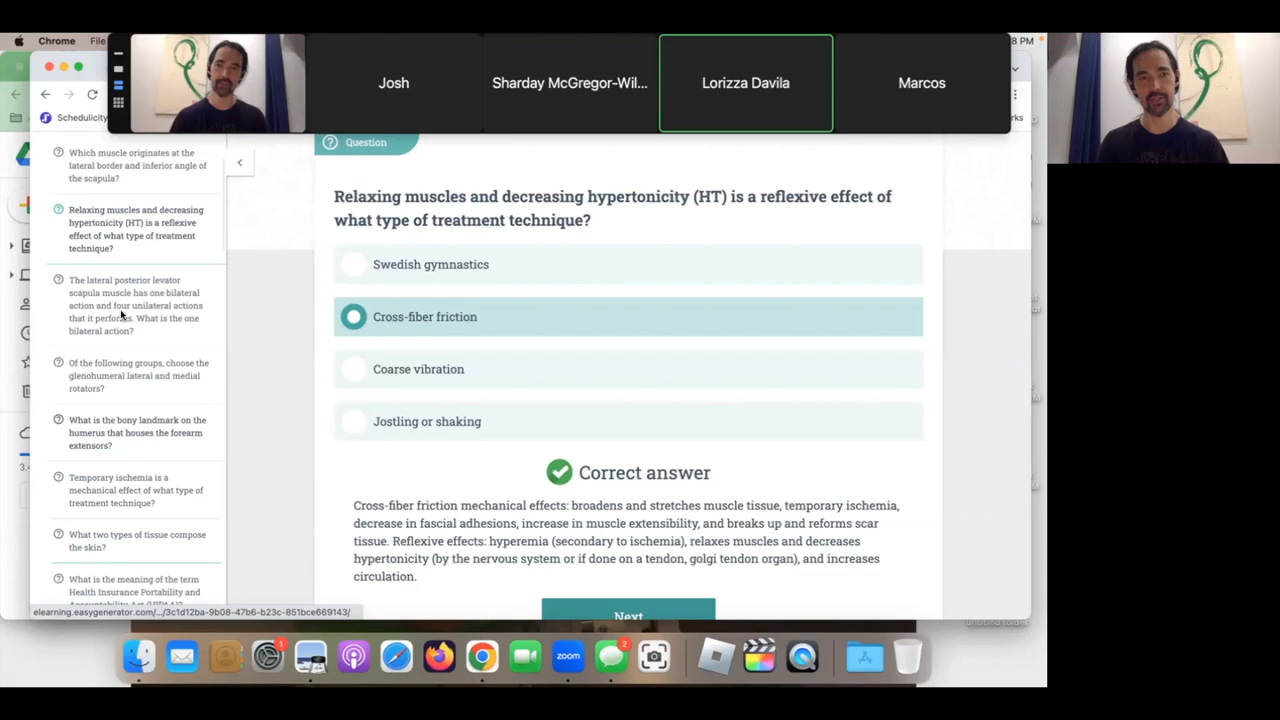 Chrome
File
8 PM
Josh
Sharday McGregor-Wil...
Lorizza Davila
Marcos
Schedulicity
Which muscle originates at the
lateral border and inferior angle of
the scapula?
Relaxing muscles and decreasing
hypertonicity (HT) is a reflexive
effect of what type of treatment
technique?
The lateral posterior levator
scapula muscle has one bilateral
action and four unilateral actions
that it performs. What is the one
bilateral action?
Of the following groups, choose the
glenohumeral lateral and medial
rotators?
What is the bony landmark on the
humerus that houses the forearm
extensors?
Temporary ischemia is a
mechanical effect of what type of
treatment technique?
What two types of tissue compose
the skin?
What is the meaning of the term
Health Insurance Portability and
Accountability Act (HIPAA)?
elearning.easygenerator.com/.../3c1d12ba-9b08-47b6-b23c-851bce669143/
Question
Relaxing muscles and decreasing hypertonicity (HT) is a reflexive effect of
what type of treatment technique?
Swedish gymnastics
Cross-fiber friction
Coarse vibration
Jostling or shaking
Correct answer
Cross-fiber friction mechanical effects: broadens and stretches muscle tissue, temporary ischemia,
decrease in fascial adhesions, increase in muscle extensibility, and breaks up and reforms scar
tissue. Reflexive effects: hyperemia (secondary to ischemia), relaxes muscles and decreases
hypertonicity (by the nervous system or if done on a tendon, golgi tendon organ), and increases
circulation.
Next
untitled folder
1
zoom
2